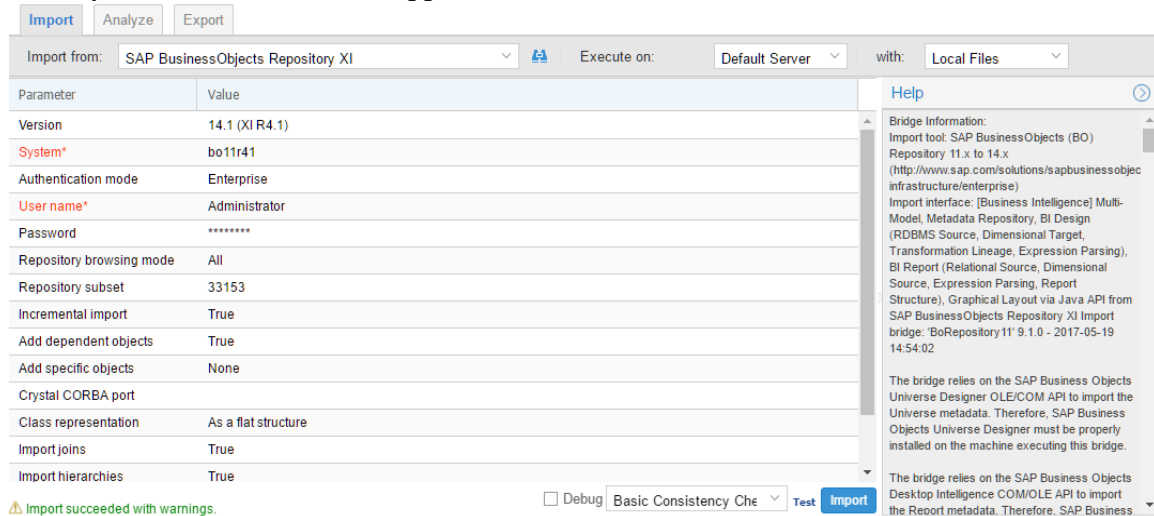 Import Analyze Export
Import from: SAP BusinessObjects Repository XI Execute on: Default Server with: Local Files
Parameter Value
Version 14.1 (XI R4.1)
System* bo11r41
Authentication mode Enterprise
User name* Administrator
Password ********
Repository browsing mode All
Repository subset 33153
Incremental import True
Add dependent objects True
Add specific objects None
Crystal CORBA port
Class representation As a flat structure
Import joins True
Import hierarchies True
Import succeeded with warnings.
Debug Basic Consistency Che Test Import
Help
Bridge Information:
Import tool: SAP BusinessObjects (BO)
Repository 11.x to 14.x
(http://www.sap.com/solutions/sapbusinessobjec
infrastructure/enterprise)
Import interface: [Business Intelligence] Multi-
Model, Metadata Repository, BI Design
(RDBMS Source, Dimensional Target,
Transformation Lineage, Expression Parsing),
BI Report (Relational Source, Dimensional
Source, Expression Parsing, Report
Structure), Graphical Layout via Java API from
SAP BusinessObjects Repository XI Import
bridge: 'BoRepository11' 9.1.0 - 2017-05-19
14:54:02
The bridge relies on the SAP Business Objects
Universe Designer OLE/COM API to import the
Universe metadata. Therefore, SAP Business
Objects Universe Designer must be properly
installed on the machine executing this bridge.
The bridge relies on the SAP Business Objects
Desktop Intelligence COM/OLE API to import
the Report metadata. Therefore, SAP Business